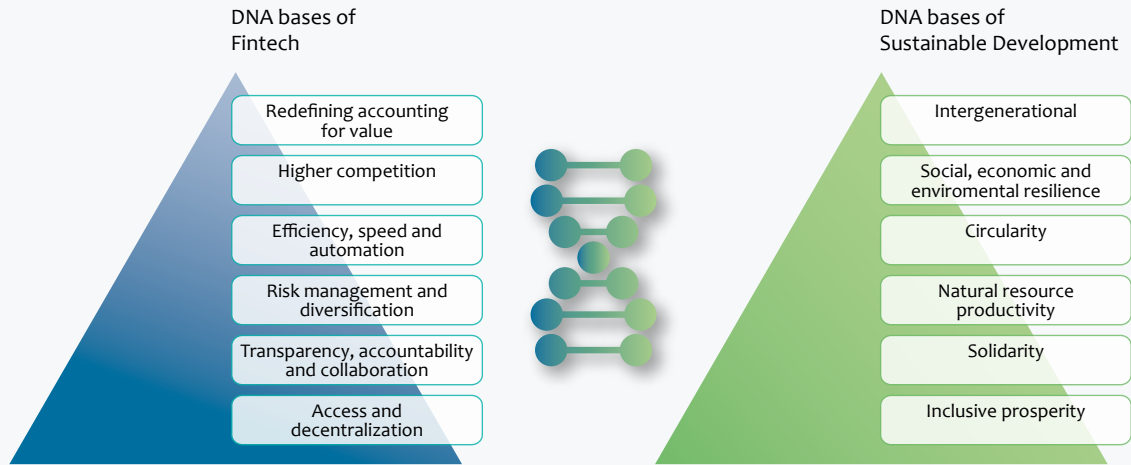 DNA bases of
Fintech
Redefining accounting
for value
Higher competition
Efficiency, speed and
automation
Risk management and
diversification
Transparency, accountability
and collaboration
Access and
decentralization
DNA bases of
Sustainable Development
Intergenerational
Social, economic and
enviromental resilience
Circularity
Natural resource
productivity
Solidarity
Inclusive prosperity